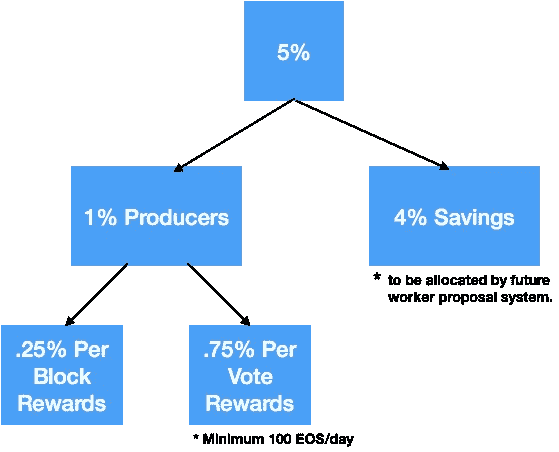 5%
1% Producers
4% Savings
* to be allocated by future
worker proposal system.
.25% Per
Block
Rewards
.75% Per
Vote
Rewards
* Minimum 100 EOS/day